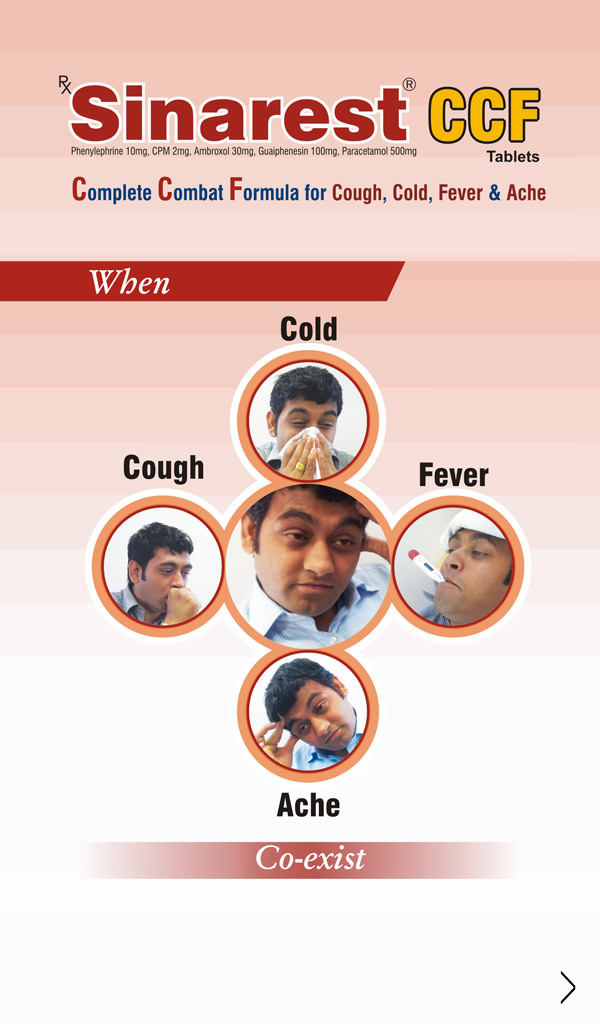 Rx Sinarest® CCF
Phenylephrine 10mg, CPM 2mg, Ambroxol 30mg, Guaiphenesin 100mg, Paracetamol 500mg
Tablets
Complete Combat Formula for Cough, Cold, Fever & Ache
When
Cold
Cough
Fever
Ache
Co-exist